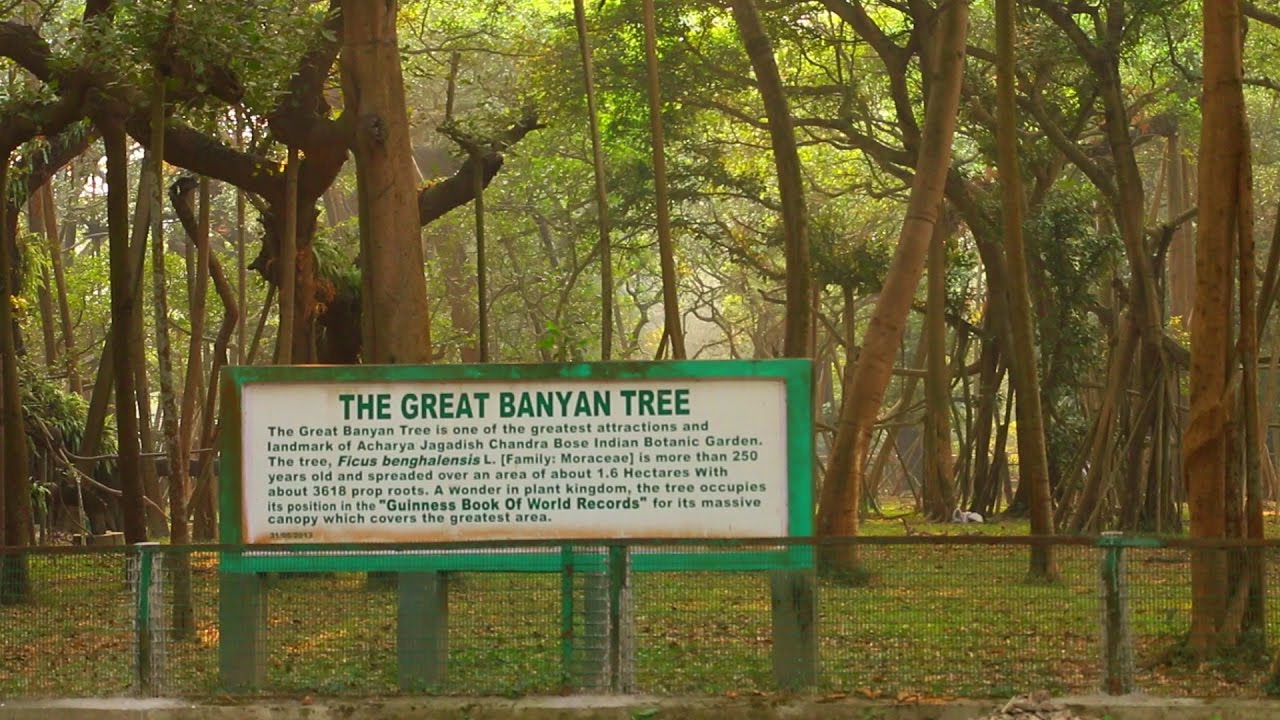 THE GREAT BANYAN TREE
The Great Banyan Tree is one of the greatest attractions and
landmark of Acharya Jagadish Chandra Bose Indian Botanic Garden.
The tree, Ficus benghalensis L. [Family: Moraceae] is more than 250
years old and spreaded over an area of about 1.6 Hectares With
about 3618 prop roots. A Wonder in plant kingdom, the tree occupies
its position in the "Guinness Book Of World Records" for its massive
canopy which covers the greatest area.
31/08/2013